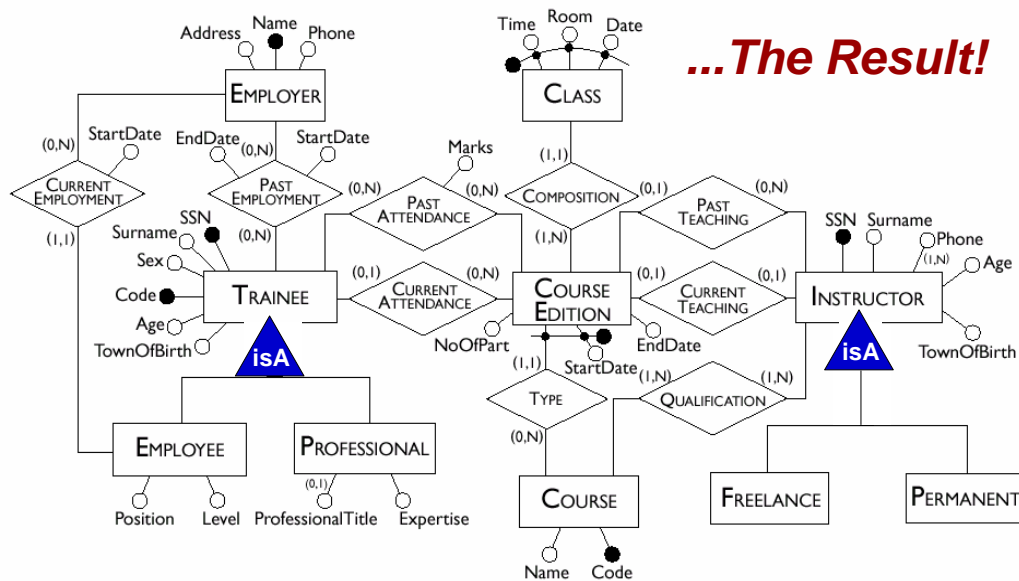 ...The Result!
Name
Address
Phone
EMPLOYER
Time
Room
Date
CLASS
(0,N)
StartDate
CURRENT
EMPLOYMENT
(1,1)
EndDate
(0,N)
StartDate
PAST
EMPLOYMENT
(0,N)
Marks
(0,N)
PAST
ATTENDANCE
(0,N)
(1,1)
COMPOSITION
(1,N)
(0,1)
PAST
TEACHING
(0,N)
SSN
Surname
Sex
Code
Age
TownOfBirth
TRAINEE
isA
(0,1)
CURRENT
ATTENDANCE
(0,N)
COURSE
EDITION
NoOfPart
StartDate
EndDate
(0,1)
CURRENT
TEACHING
(0,1)
SSN
Surname
Phone
(1,N)
Age
INSTRUCTOR
TownOfBirth
isA
(1,1)
TYPE
(0,N)
(1,N)
QUALIFICATION
(1,N)
EMPLOYEE
Position
Level
PROFESSIONAL
(0,1)
ProfessionalTitle
Expertise
COURSE
Name
Code
FREELANCE
PERMANENT